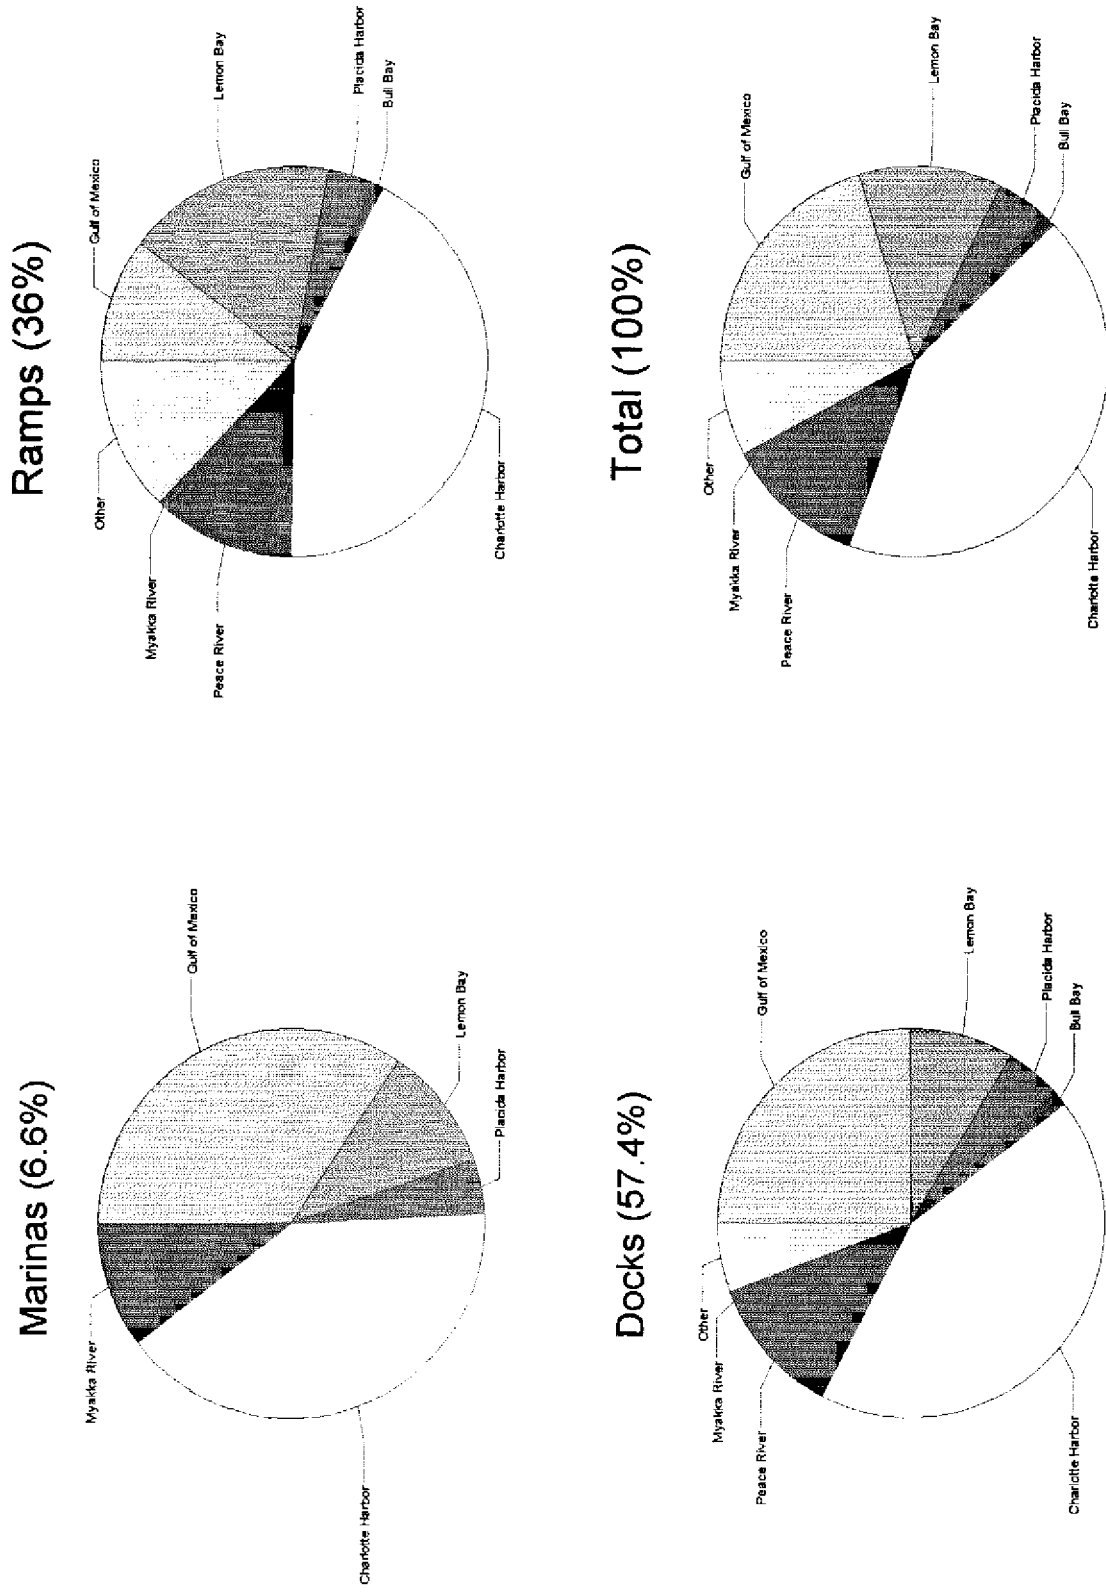 Marinas (6.6%)
Gulf of Mexico
Lemon Bay
Placida Harbor
Charlotte Harbor
Myakka River
Ramps (36%)
Gulf of Mexico
Lemon Bay
Placida Harbor
Bull Bay
Charlotte Harbor
Peace River
Myakka River
Other
Docks (57.4%)
Gulf of Mexico
Lemon Bay
Placida Harbor
Bull Bay
Charlotte Harbor
Peace River
Myakka River
Other
Total (100%)
Gulf of Mexico
Lemon Bay
Placida Harbor
Bull Bay
Charlotte Harbor
Peace River
Myakka River
Other